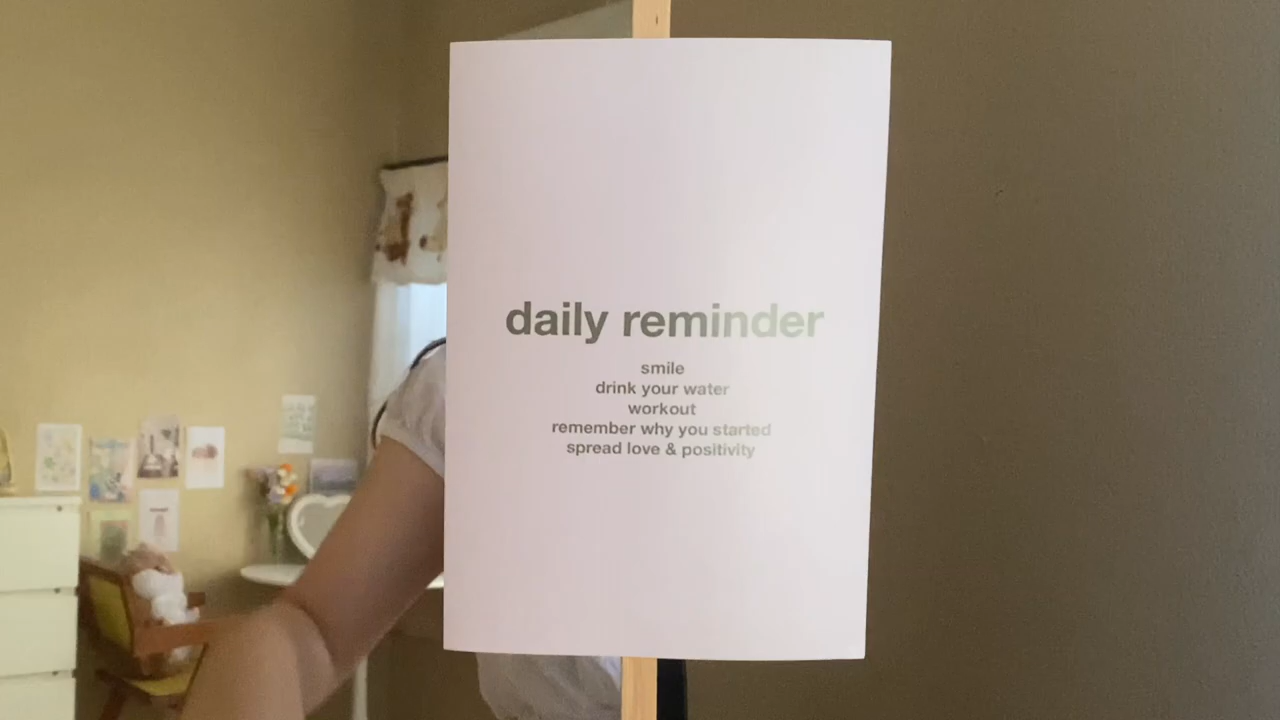 daily reminder
smile
drink your water
workout
remember why you started
spread love & positivity